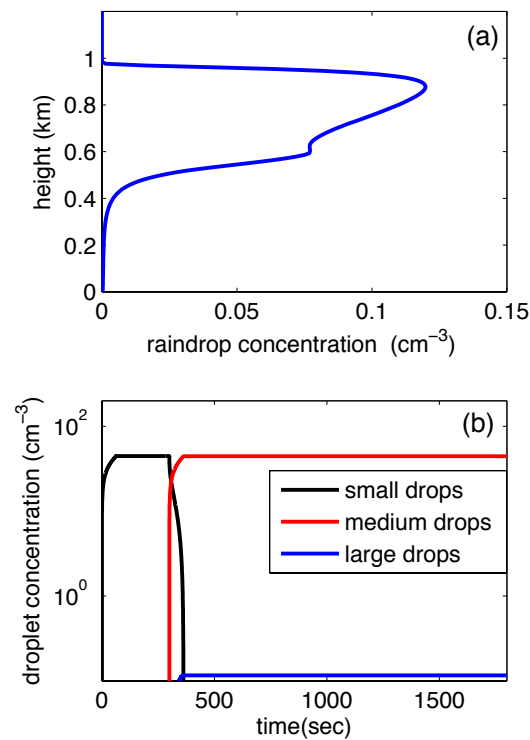 (a)
height (km)
1
0.8
0.6
0.4
0.2
0
0 0.05 0.1 0.15
raindrop concentration (cm⁻³)
(b)
droplet concentration (cm⁻³)
10²
10⁰
small drops
medium drops
large drops
0 500 1000 1500
time(sec)